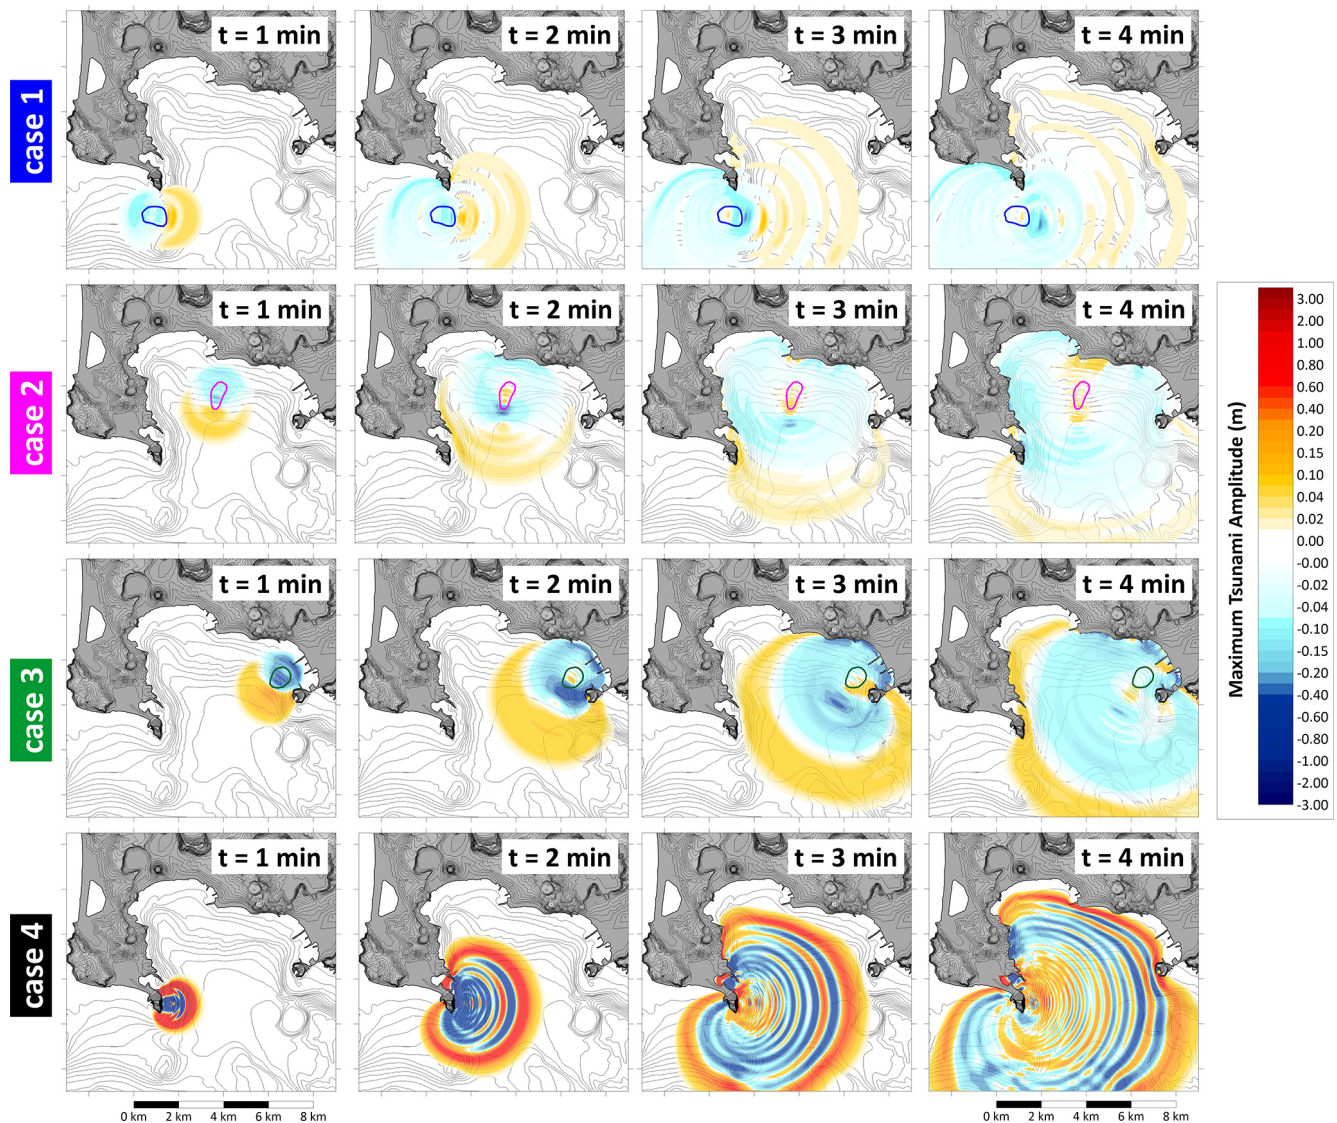 case 1
t = 1 min
t = 2 min
t = 3 min
t = 4 min
case 2
t = 1 min
t = 2 min
t = 3 min
t = 4 min
case 3
t = 1 min
t = 2 min
t = 3 min
t = 4 min
case 4
t = 1 min
t = 2 min
t = 3 min
t = 4 min
0 km 2 km 4 km 6 km 8 km
0 km 2 km 4 km 6 km 8 km
Maximum Tsunami Amplitude (m)
3.00
2.00
1.00
0.80
0.60
0.40
0.20
0.15
0.10
0.04
0.02
0.00
-0.00
-0.02
-0.04
-0.08
-0.10
-0.15
-0.20
-0.40
-0.60
-0.80
-1.00
-2.00
-3.00